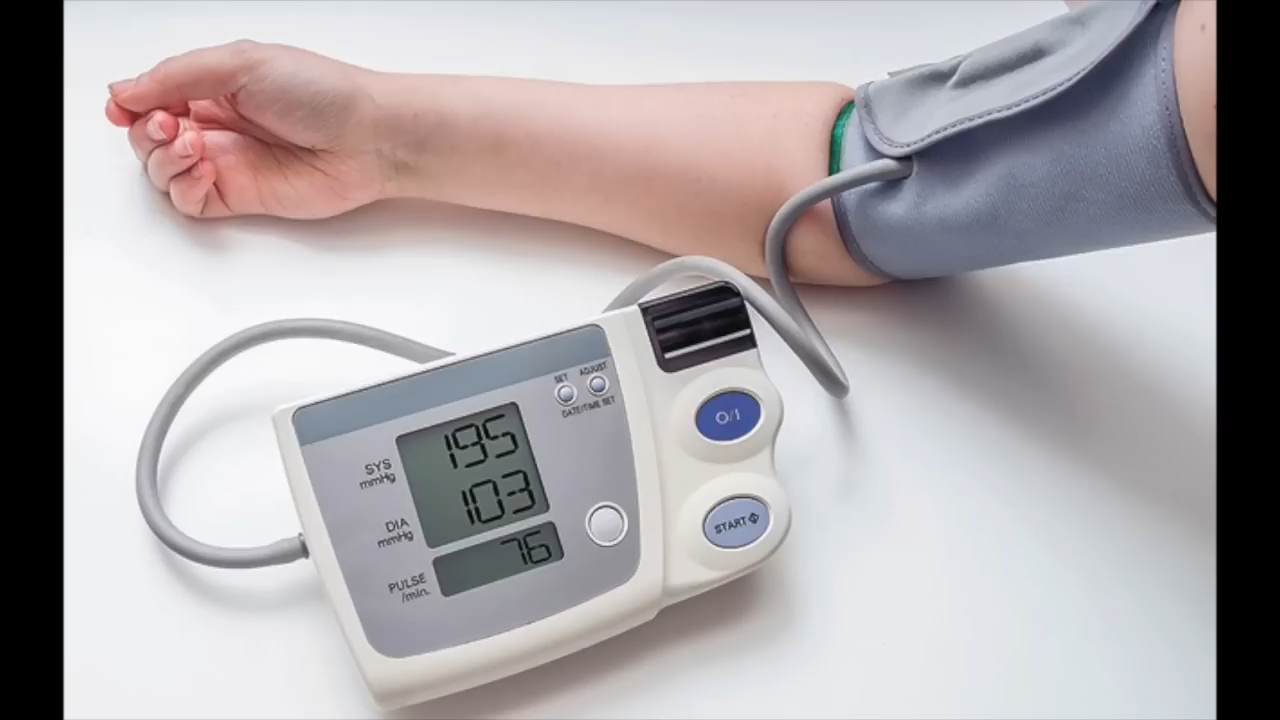 SET
ADJUST
DATE/TIME SET
SYS
mmHg
195
DIA
mmHg
103
PULSE
/min.
76
O/I
START